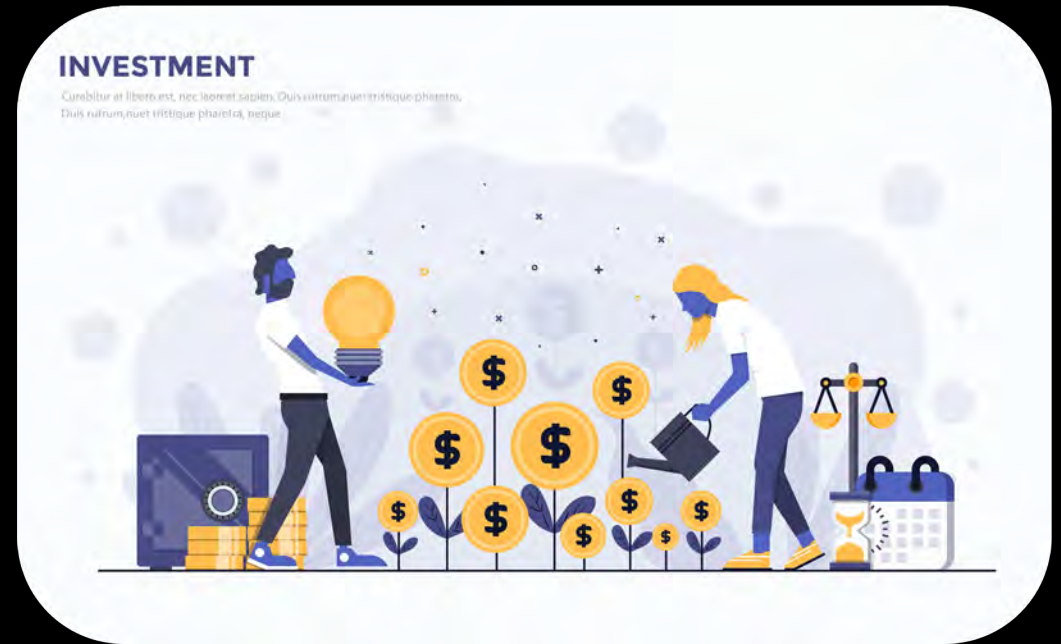 INVESTMENT
Curabitur at libero est, nec laoreet sapien. Duis rutrum,nuet tristique pharetra,
Duis rutrum,nuet tristique pharetra, neque